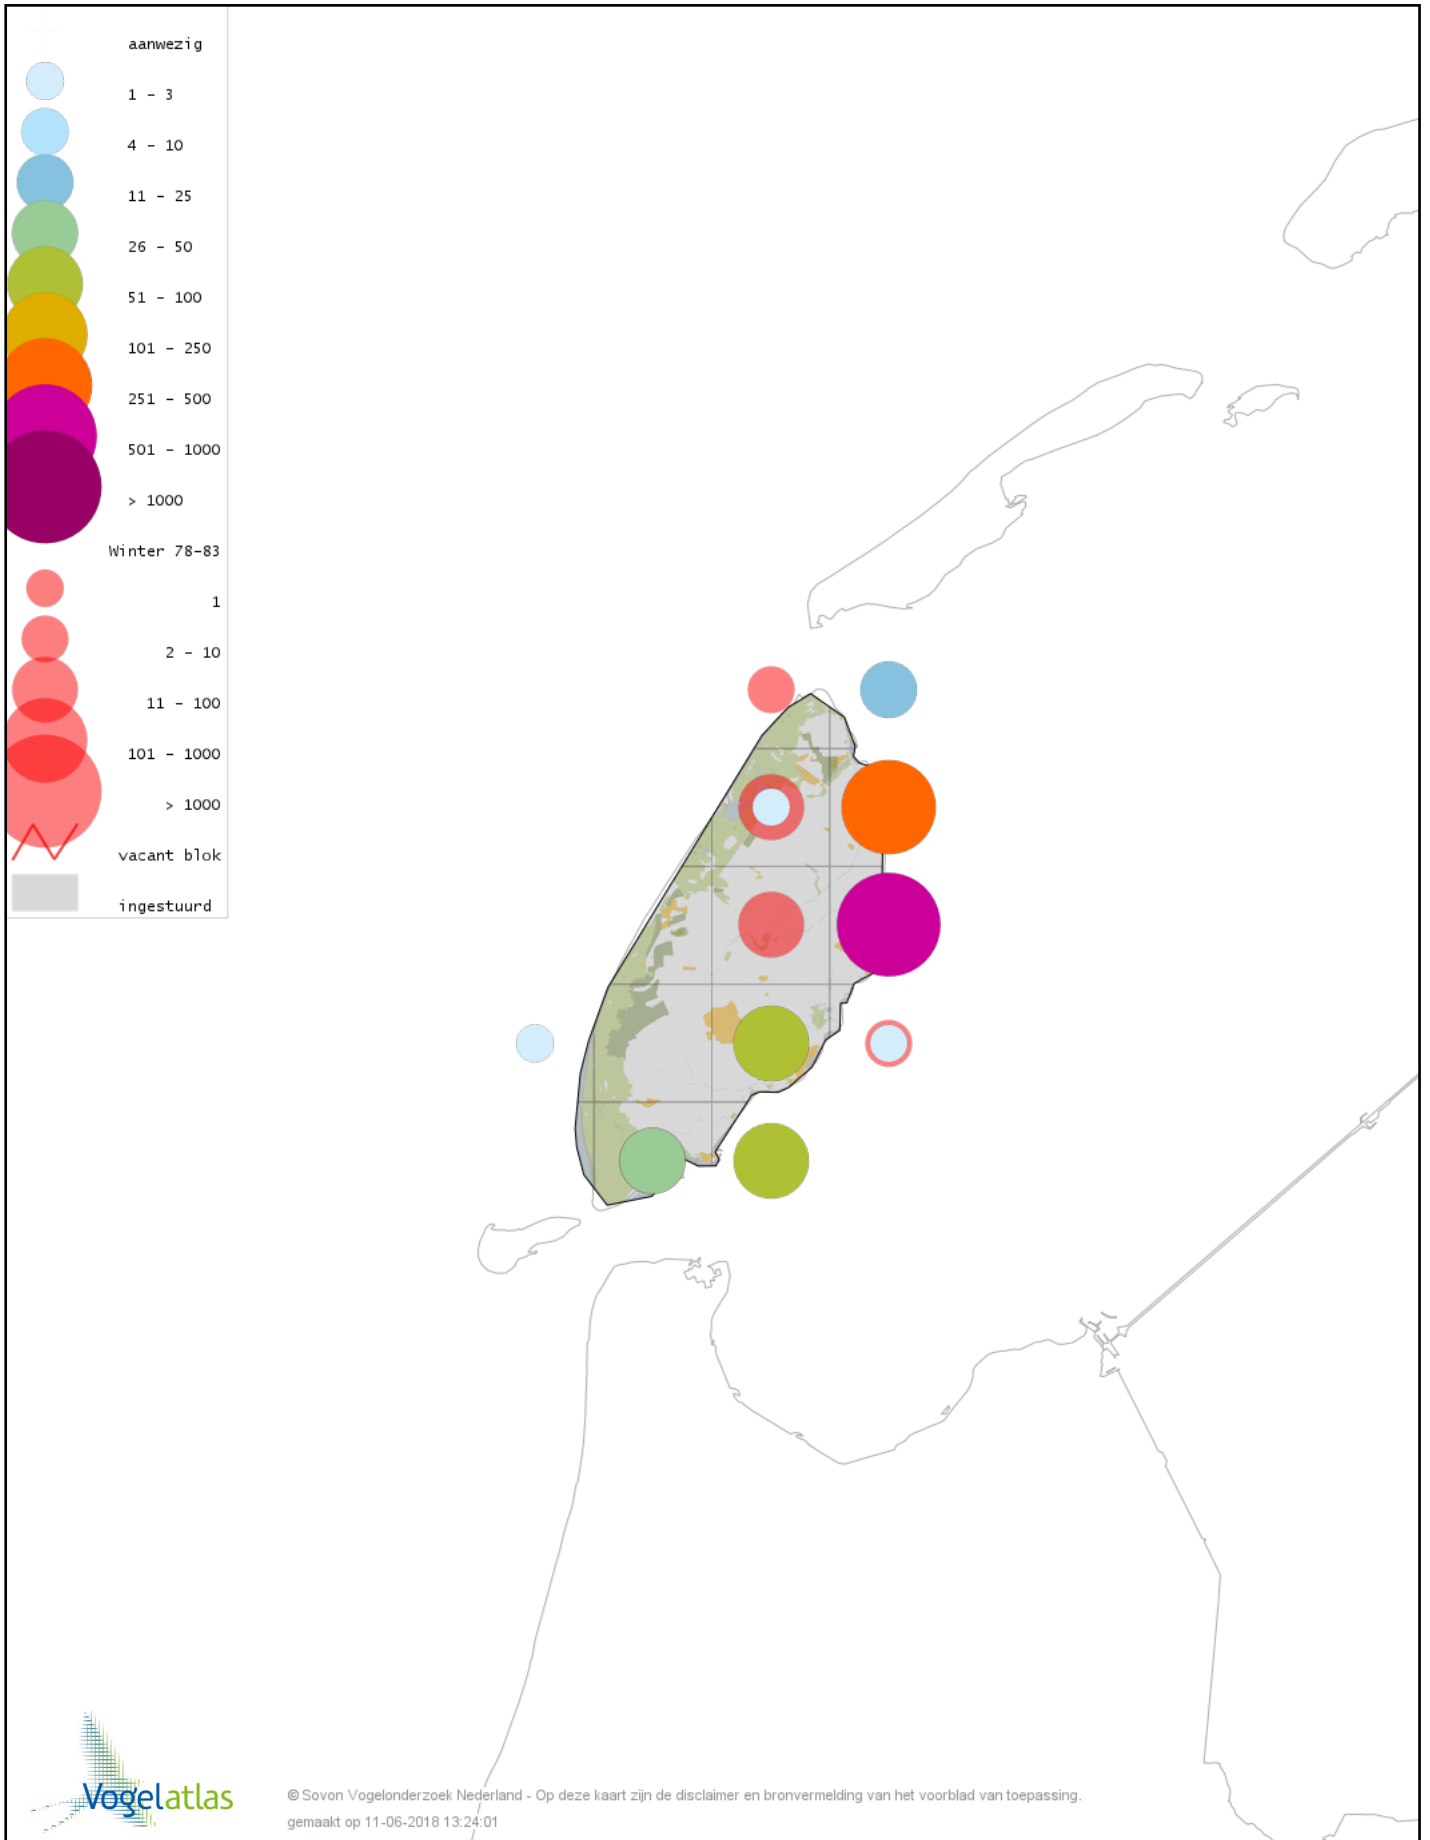 aanwezig
1 - 3
4 - 10
11 - 25
26 - 50
51 - 100
101 - 250
251 - 500
501 - 1000
> 1000
Winter 78-83
1
2 - 10
11 - 100
101 - 1000
> 1000
vacant blok
ingestuurd
Vogelatlas
© Sovon Vogelonderzoek Nederland - Op deze kaart zijn de disclaimer en bronvermelding van het voorblad van toepassing.
gemaakt op 11-06-2018 13:24:01